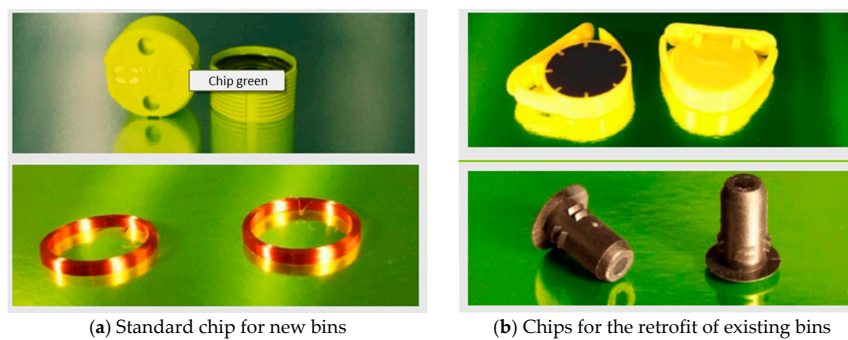 Chip green
(a) Standard chip for new bins
(b) Chips for the retrofit of existing bins